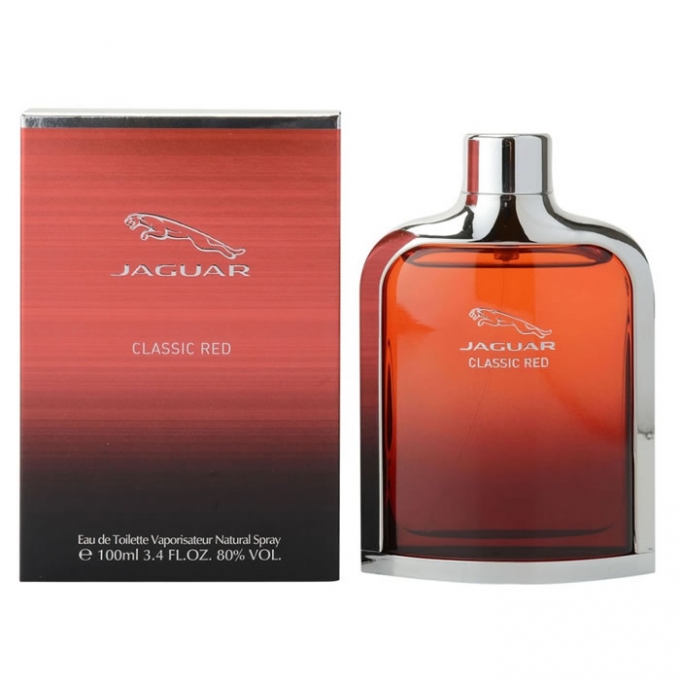 JAGUAR
CLASSIC RED
Eau de Toilette Vaporisateur Natural Spray
℮ 100ml 3.4 FL.OZ. 80% VOL.
JAGUAR
CLASSIC RED